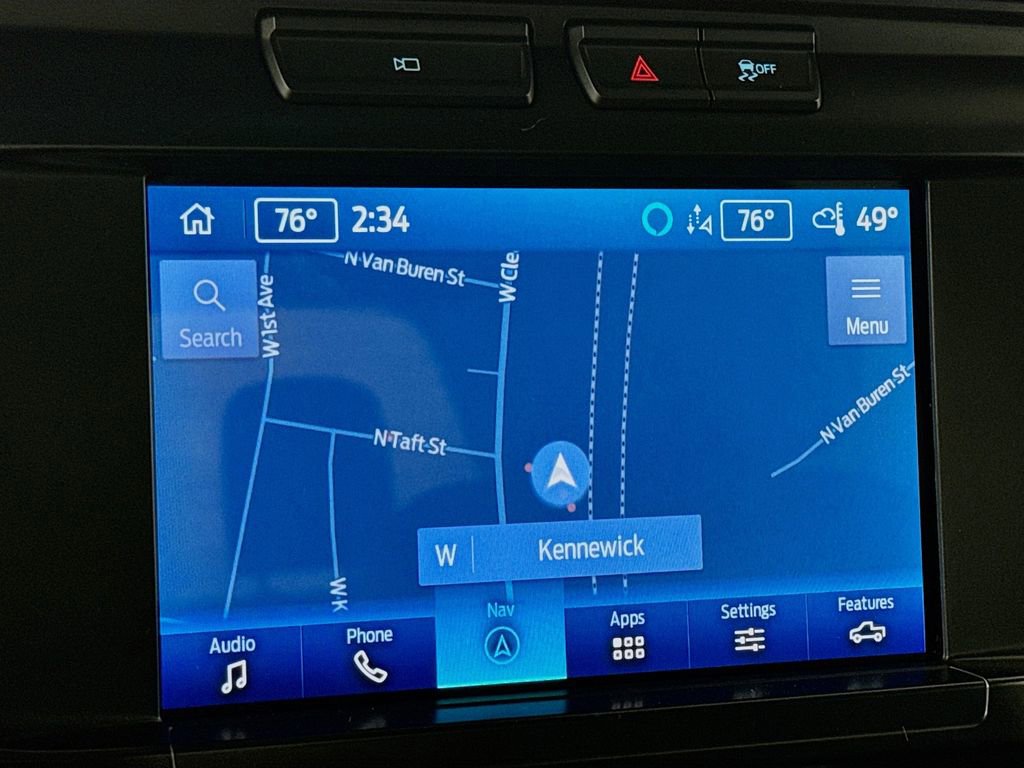 OFF
76° 2:34 76° 49°
Search
Menu
N Van Buren St
W 1st Ave
W Cle
N Van Buren St
N Taft St
W K
W Kennewick
Audio
Phone
Nav
Apps
Settings
Features